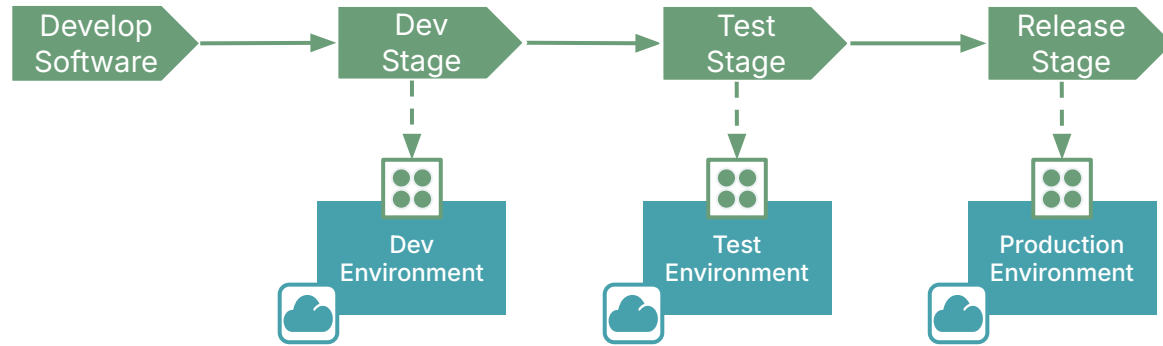 Develop
Software
Dev
Stage
Test
Stage
Release
Stage
Dev
Environment
Test
Environment
Production
Environment